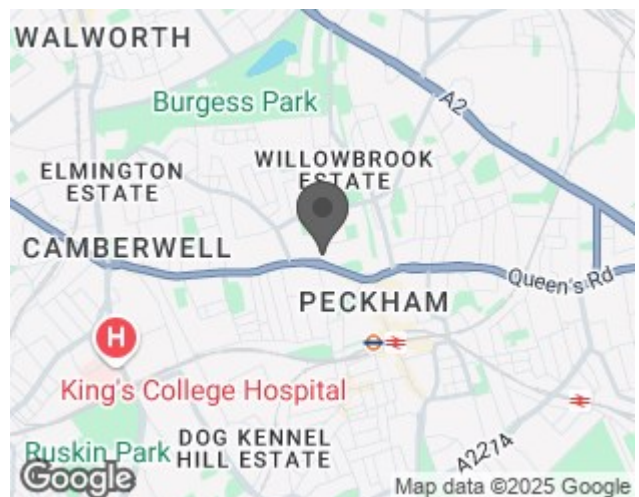 WALWORTH
Burgess Park
A2
ELMINGTON
ESTATE
WILLOWBROOK
ESTATE
CAMBERWELL
Queen's Rd
PECKHAM
H
King's College Hospital
Ruskin Park
DOG KENNEL
HILL ESTATE
A2214
Google
Map data ©2025 Google